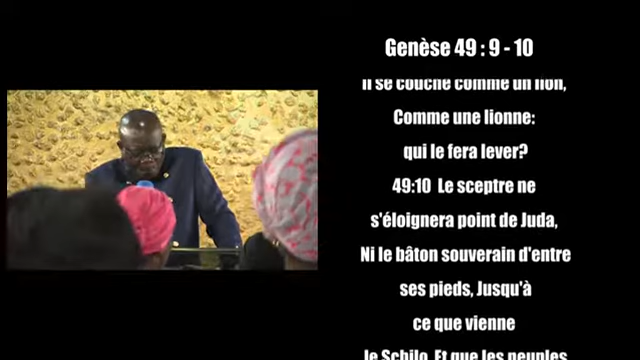 Genèse 49 : 9 - 10
Il se couche comme un lion,
Comme une lionne:
qui le fera lever?
49:10 Le sceptre ne
s'éloignera point de Juda,
Ni le bâton souverain d'entre
ses pieds, Jusqu'à
ce que vienne
le Schilo, Et que les peuples